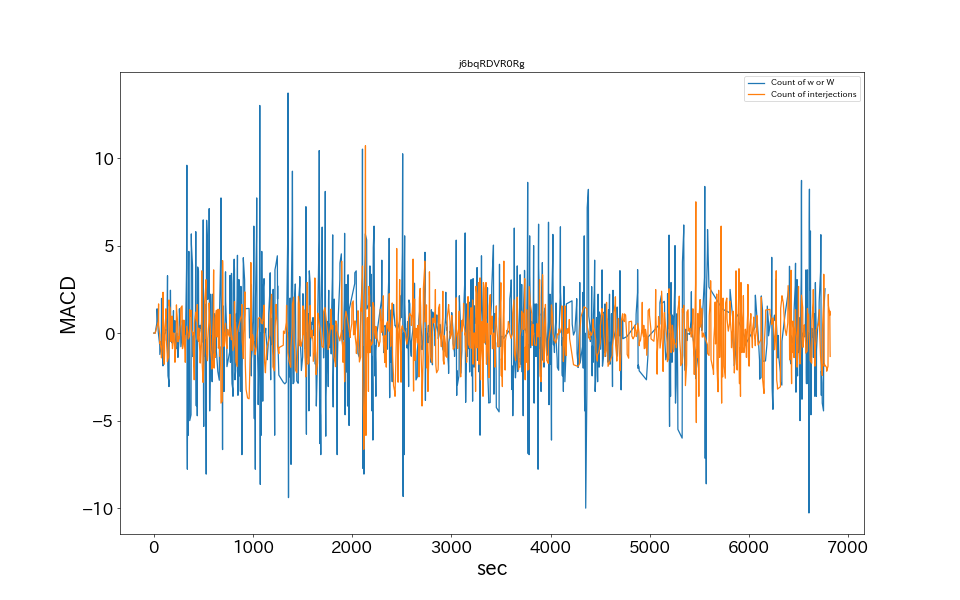 j6bqRDVR0Rg
Count of w or W
Count of interjections
MACD
10
5
0
−5
−10
0 1000 2000 3000 4000 5000 6000 7000
sec